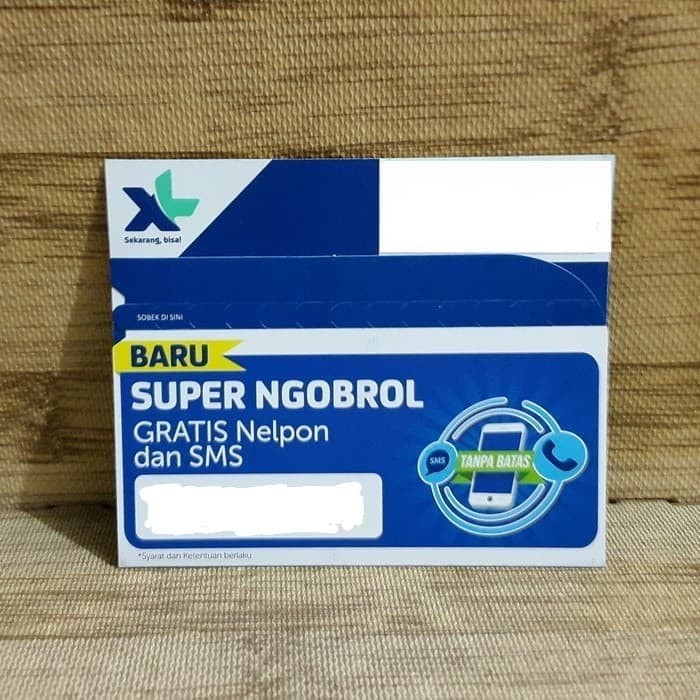 XL
Sekarang, bisa!
SOBEK DI SINI
BARU
SUPER NGOBROL
GRATIS Nelpon
dan SMS
SMS
TANPA BATAS
*Syarat dan Ketentuan berlaku